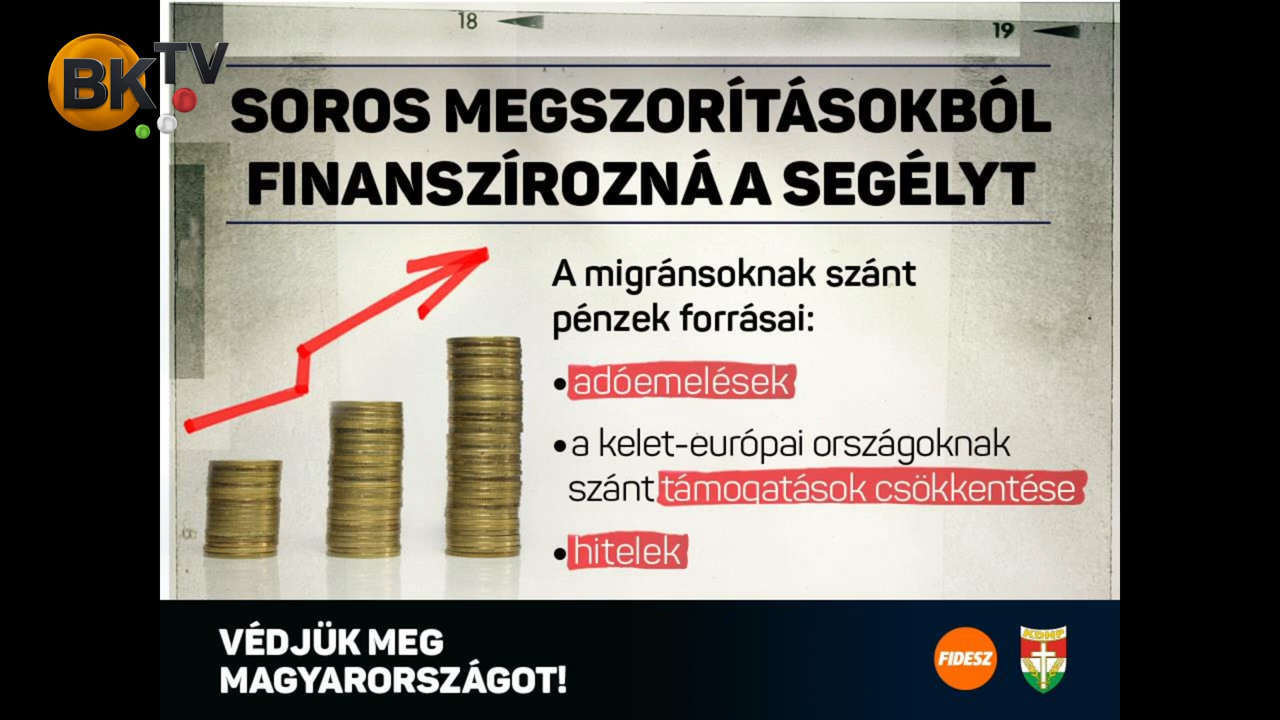 18
19
BKTV
SOROS MEGSZORÍTÁSOKBÓL
FINANSZÍROZNÁ A SEGÉLYT
A migránsoknak szánt
pénzek forrásai:
•adóemelések
•a kelet-európai országoknak
szánt támogatások csökkentése
•hitelek
VÉDJÜK MEG
MAGYARORSZÁGOT!
FIDESZ
KDNP